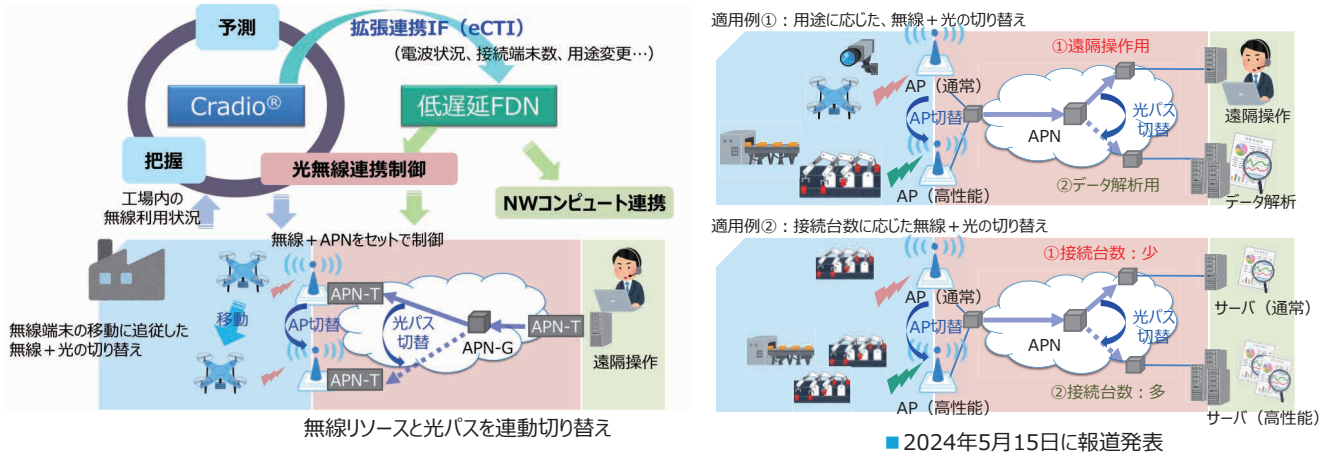 予測
拡張連携IF（eCTI）
（電波状況、接続端末数、用途変更…）
Cradio®
低遅延FDN
把握
光無線連携制御
工場内の
無線利用状況
NWコンピュート連携
無線＋APNをセットで制御
APN-T
移動
AP切替
光パス
切替
APN-G
APN-T
無線端末の移動に追従した
無線＋光の切り替え
APN-T
遠隔操作
無線リソースと光パスを連動切り替え
適用例①：用途に応じた、無線＋光の切り替え
①遠隔操作用
AP（通常）
AP切替
APN
光パス
切替
遠隔操作
②データ解析用
AP（高性能）
データ解析
適用例②：接続台数に応じた無線＋光の切り替え
①接続台数：少
AP（通常）
AP切替
APN
光パス
切替
サーバ（通常）
②接続台数：多
AP（高性能）
サーバ（高性能）
■2024年5月15日に報道発表